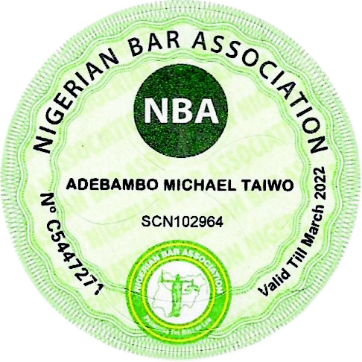 NIGERIAN BAR ASSOCIATION
NBA
ADEBAMBO MICHAEL TAIWO
SCN102964
Nº C5447271
Valid Till March 2022
NIGERIAN BAR ASSOCIATION